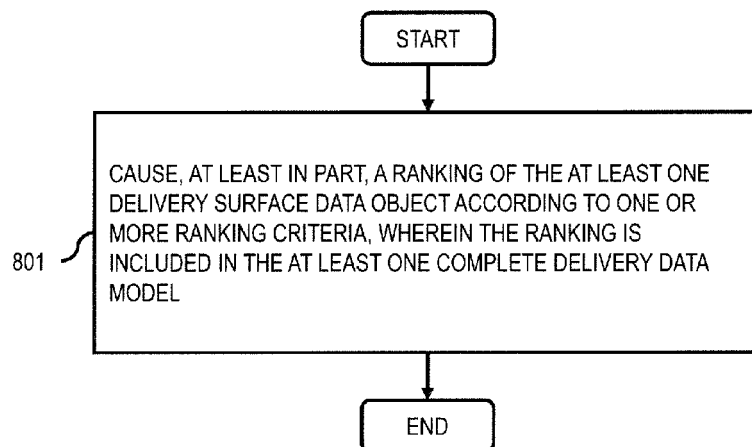 START
CAUSE, AT LEAST IN PART, A RANKING OF THE AT LEAST ONE
DELIVERY SURFACE DATA OBJECT ACCORDING TO ONE OR
MORE RANKING CRITERIA, WHEREIN THE RANKING IS
INCLUDED IN THE AT LEAST ONE COMPLETE DELIVERY DATA
MODEL
801
END